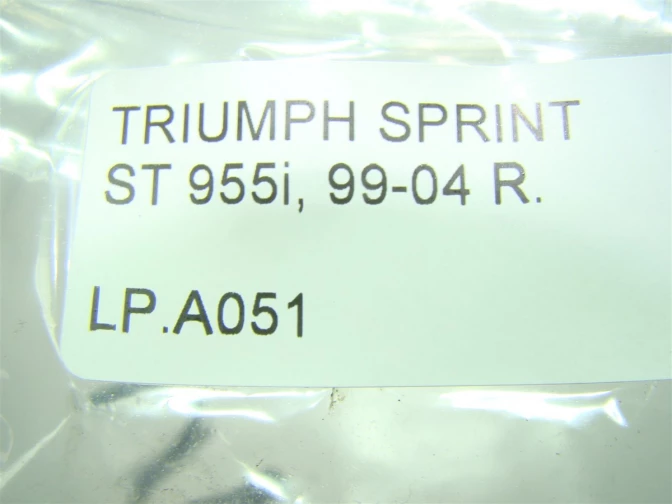 TRIUMPH SPRINT
ST 955i, 99-04 R.
LP.A051